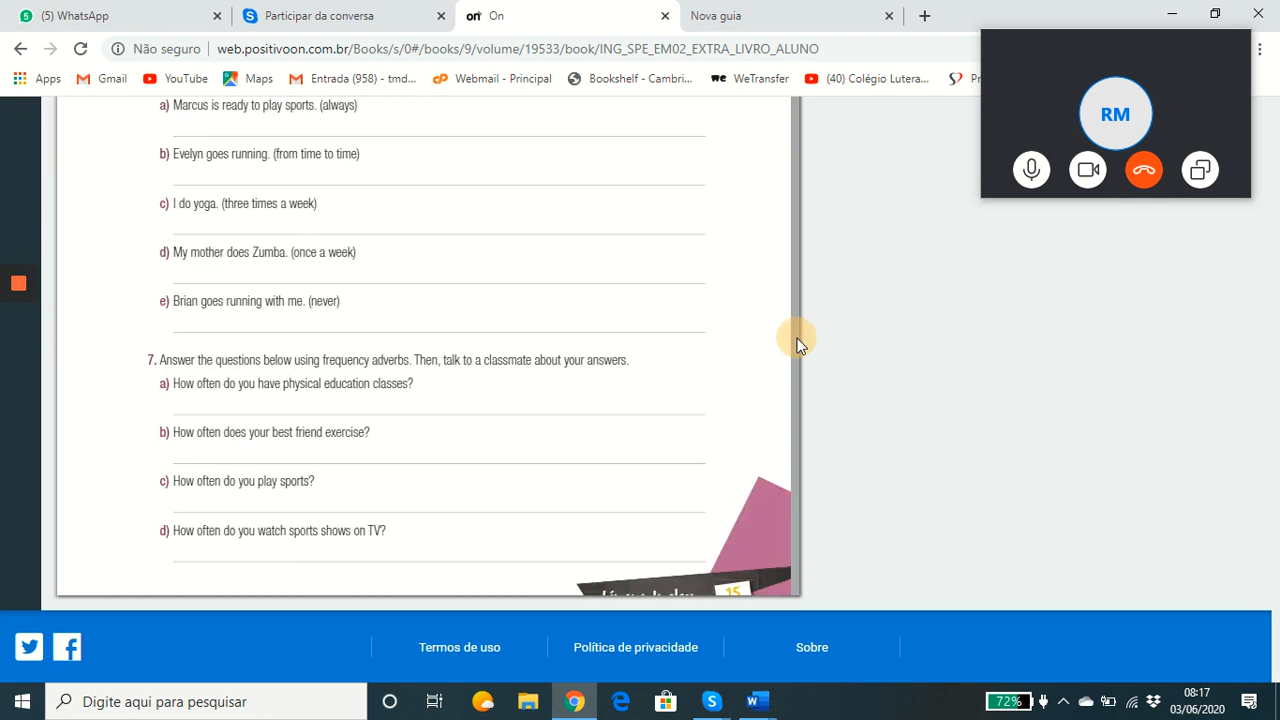 (5) WhatsApp
Participar da conversa
on On
Nova guia
Não seguro
web.positivoon.com.br/Books/s/0#/books/9/volume/19533/book/ING_SPE_EM02_EXTRA_LIVRO_ALUNO
Apps
Gmail
YouTube
Maps
Entrada (958) - tmd...
Webmail - Principal
Bookshelf - Cambri...
WeTransfer
(40) Colégio Lutera...
RM
a) Marcus is ready to play sports. (always)
b) Evelyn goes running. (from time to time)
c) I do yoga. (three times a week)
d) My mother does Zumba. (once a week)
e) Brian goes running with me. (never)
7. Answer the questions below using frequency adverbs. Then, talk to a classmate about your answers.
a) How often do you have physical education classes?
b) How often does your best friend exercise?
c) How often do you play sports?
d) How often do you watch sports shows on TV?
15
Termos de uso
Política de privacidade
Sobre
Digite aqui para pesquisar
72%
08:17
03/06/2020